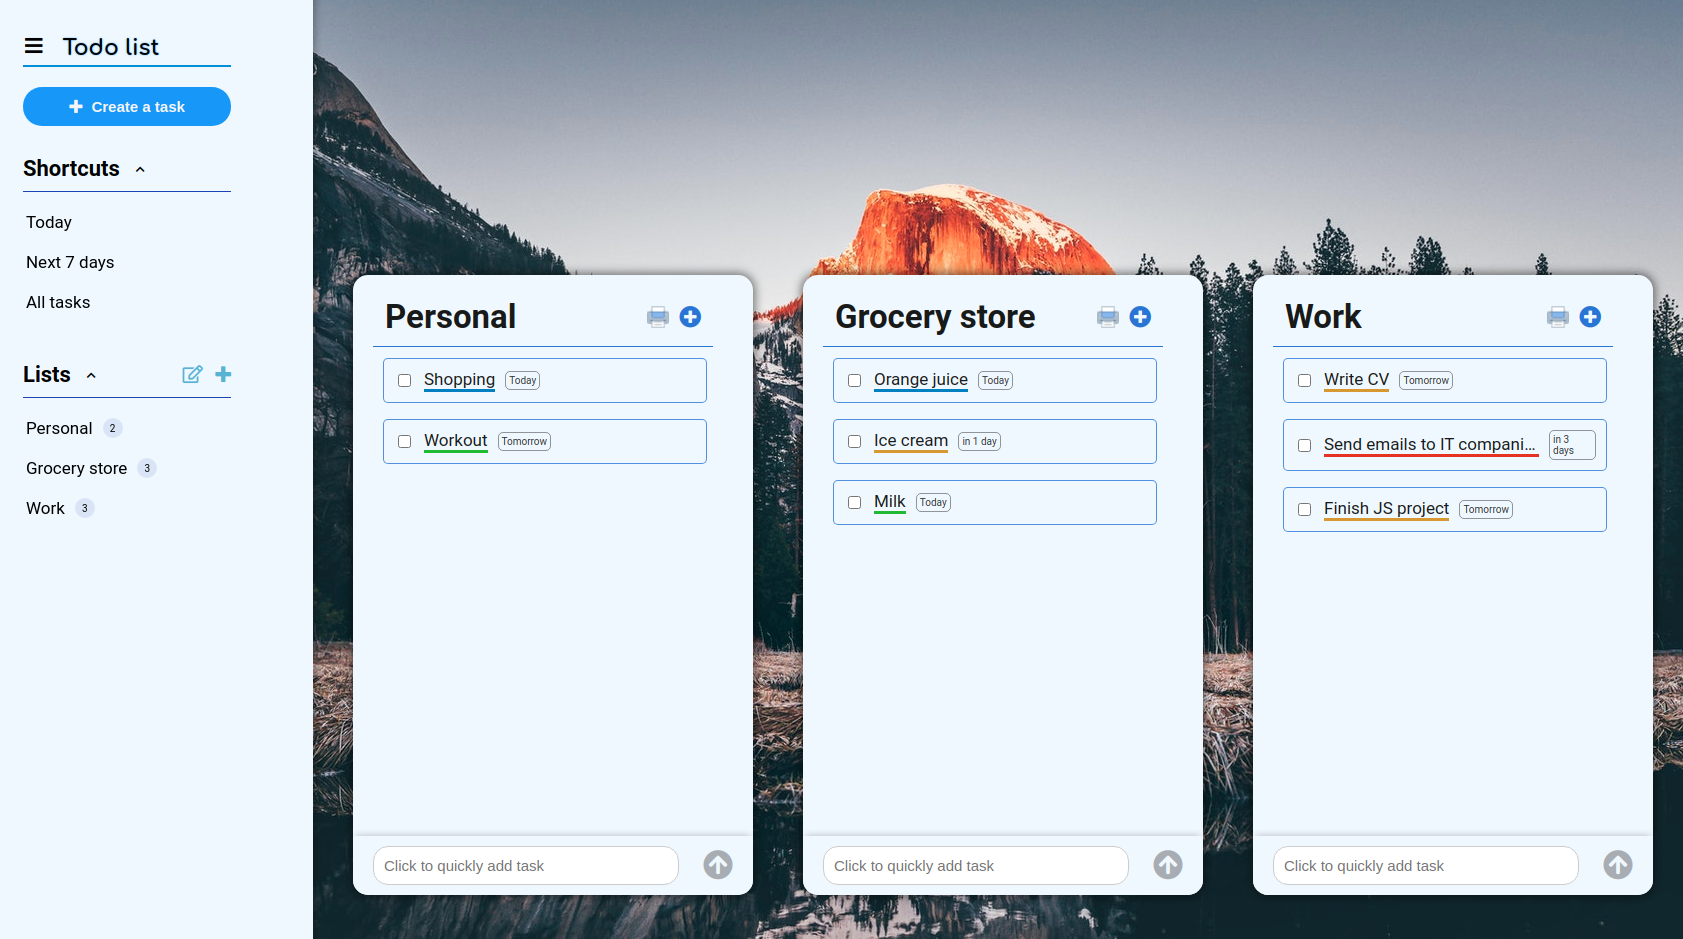 Todo list
Create a task
Shortcuts
Today
Next 7 days
All tasks
Lists
Personal 2
Grocery store 3
Work 3
Personal
Shopping Today
Workout Tomorrow
Click to quickly add task
Grocery store
Orange juice Today
Ice cream in 1 day
Milk Today
Click to quickly add task
Work
Write CV Tomorrow
Send emails to IT compani... in 3
days
Finish JS project Tomorrow
Click to quickly add task